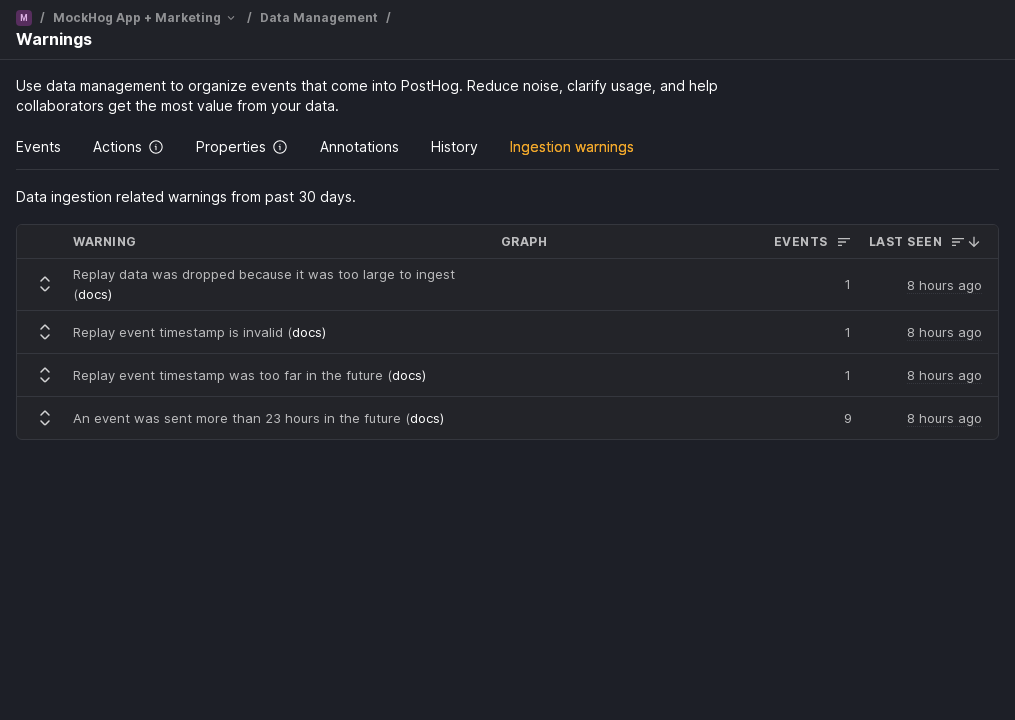 M / MockHog App + Marketing / Data Management /
Warnings
Use data management to organize events that come into PostHog. Reduce noise, clarify usage, and help
collaborators get the most value from your data.
Events Actions Properties Annotations History Ingestion warnings
Data ingestion related warnings from past 30 days.
WARNING GRAPH EVENTS LAST SEEN
Replay data was dropped because it was too large to ingest
(docs) 1 8 hours ago
Replay event timestamp is invalid (docs) 1 8 hours ago
Replay event timestamp was too far in the future (docs) 1 8 hours ago
An event was sent more than 23 hours in the future (docs) 9 8 hours ago